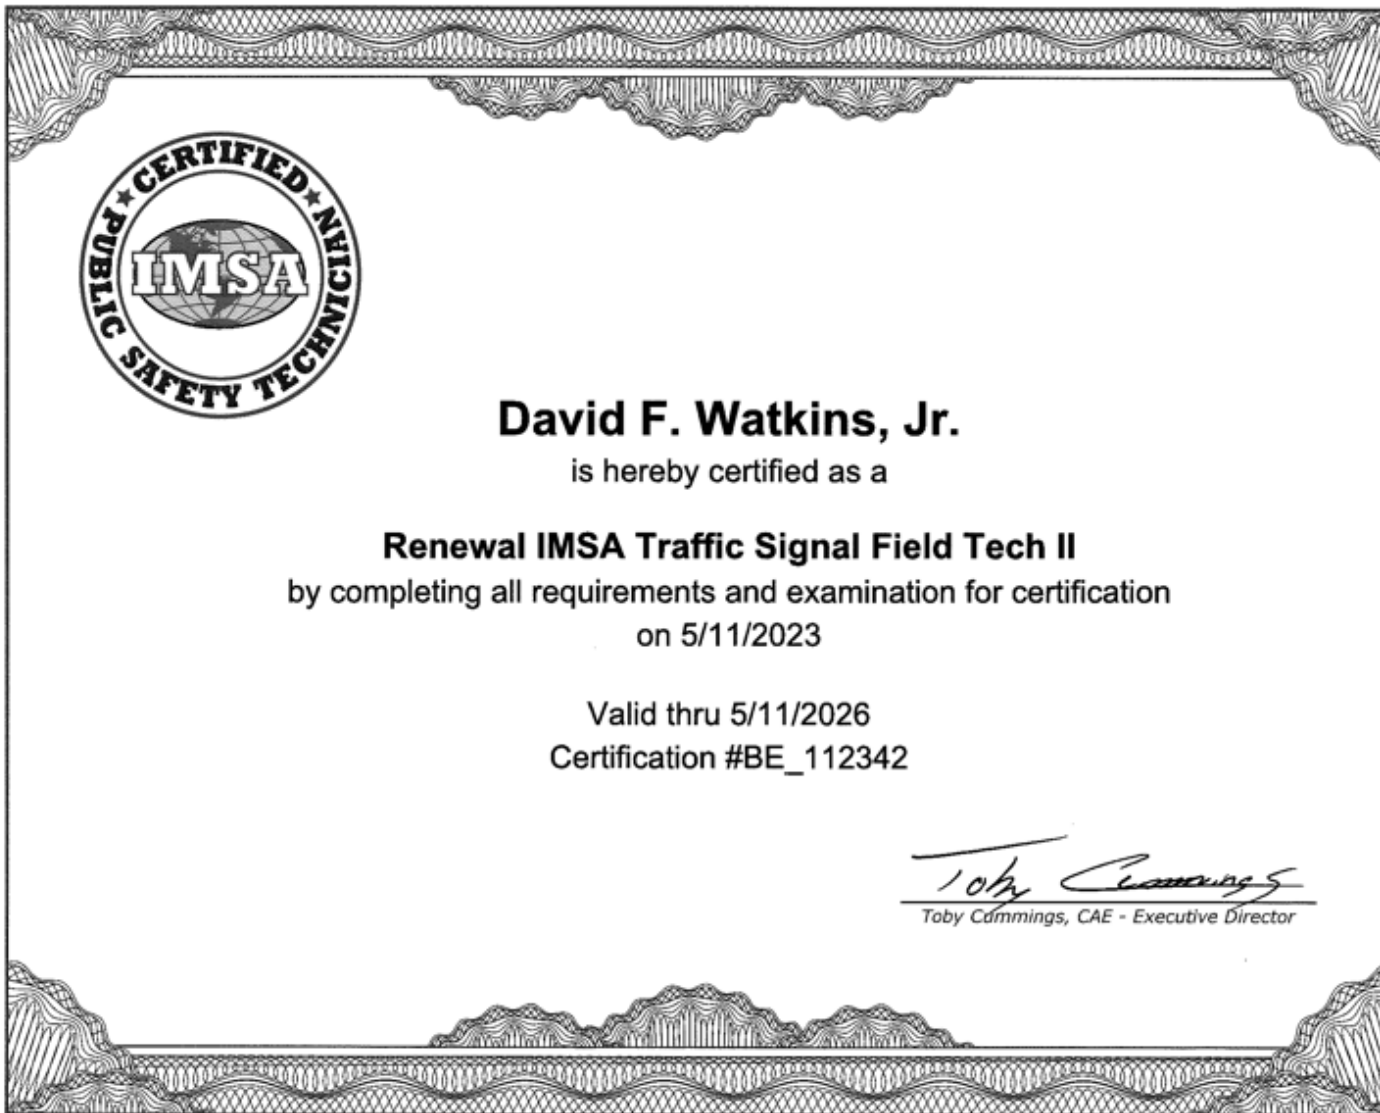 ★ CERTIFIED ★
PUBLIC SAFETY TECHNICIAN
IMSA
David F. Watkins, Jr.
is hereby certified as a
Renewal IMSA Traffic Signal Field Tech II
by completing all requirements and examination for certification
on 5/11/2023
Valid thru 5/11/2026
Certification #BE_112342
Toby Cummings
Toby Cummings, CAE - Executive Director